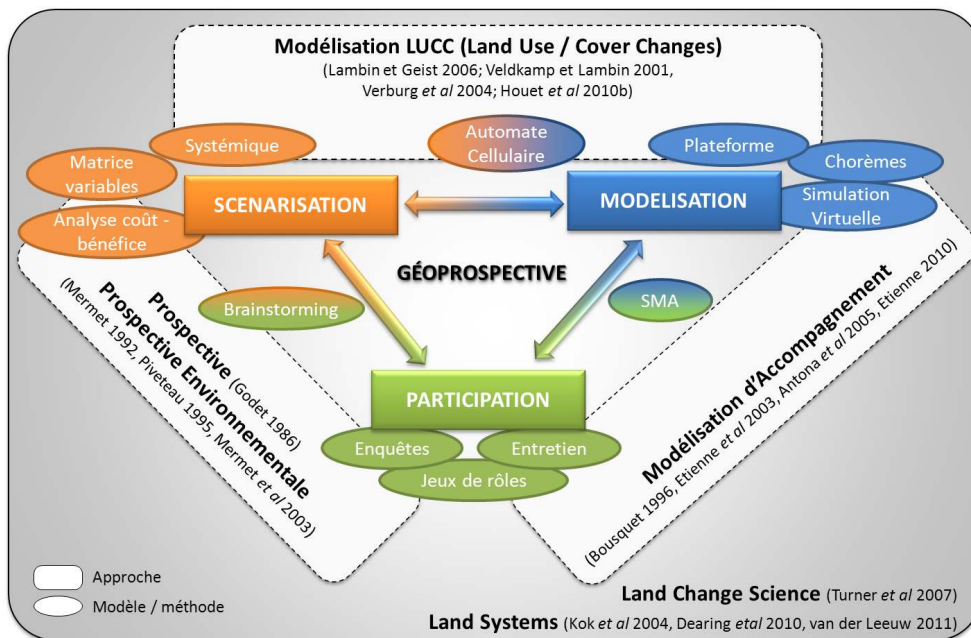 Modélisation LUCC (Land Use / Cover Changes)
(Lambin et Geist 2006; Veldkamp et Lambin 2001,
Verburg et al 2004; Houet et al 2010b)
Systémique
Automate
Cellulaire
Plateforme
Matrice
variables
Chorèmes
SCENARISATION
MODELISATION
Simulation
Virtuelle
Analyse coût -
bénéfice
GÉOPROSPECTIVE
Brainstorming
SMA
PARTICIPATION
Enquêtes
Entretien
Jeux de rôles
Prospective (Godet 1986)
Prospective Environnementale
(Mermet 1992, Piveteau 1995, Mermet et al 2003)
Modélisation d'Accompagnement
(Bousquet 1996, Etienne et al 2003, Antona et al 2005, Etienne 2010)
Approche
Modèle / méthode
Land Change Science (Turner et al 2007)
Land Systems (Kok et al 2004, Dearing etal 2010, van der Leeuw 2011)